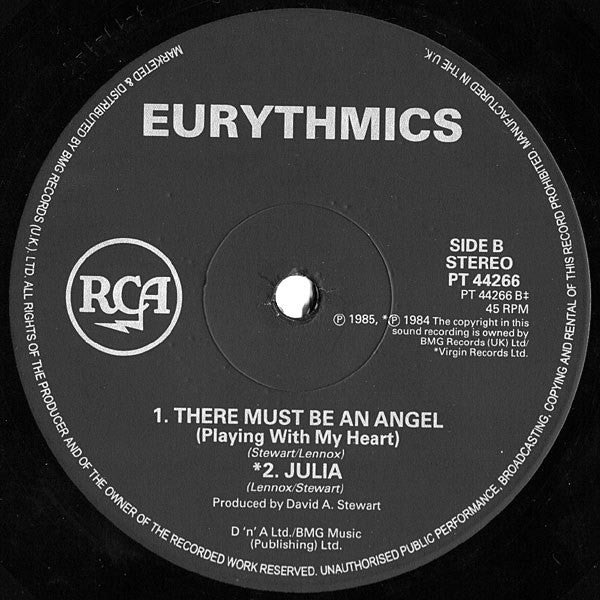 EURYTHMICS
MARKETED & DISTRIBUTED BY BMG RECORDS (UK) LTD. ALL RIGHTS OF THE PRODUCER AND OF THE OWNER OF THE RECORDED WORK RESERVED. UNAUTHORISED PUBLIC PERFORMANCE, BROADCASTING, COPYING AND RENTAL OF THIS RECORD PROHIBITED. MANUFACTURED IN THE U.K.
RCA
SIDE B
STEREO
PT 44266
PT 44266 B‡
45 RPM
℗ 1985, *℗ 1984 The copyright in this
sound recording is owned by
BMG Records (UK) Ltd/
*Virgin Records Ltd.
1. THERE MUST BE AN ANGEL
(Playing With My Heart)
(Stewart/Lennox)
*2. JULIA
(Lennox/Stewart)
Produced by David A. Stewart
D 'n' A Ltd./BMG Music
(Publishing) Ltd.